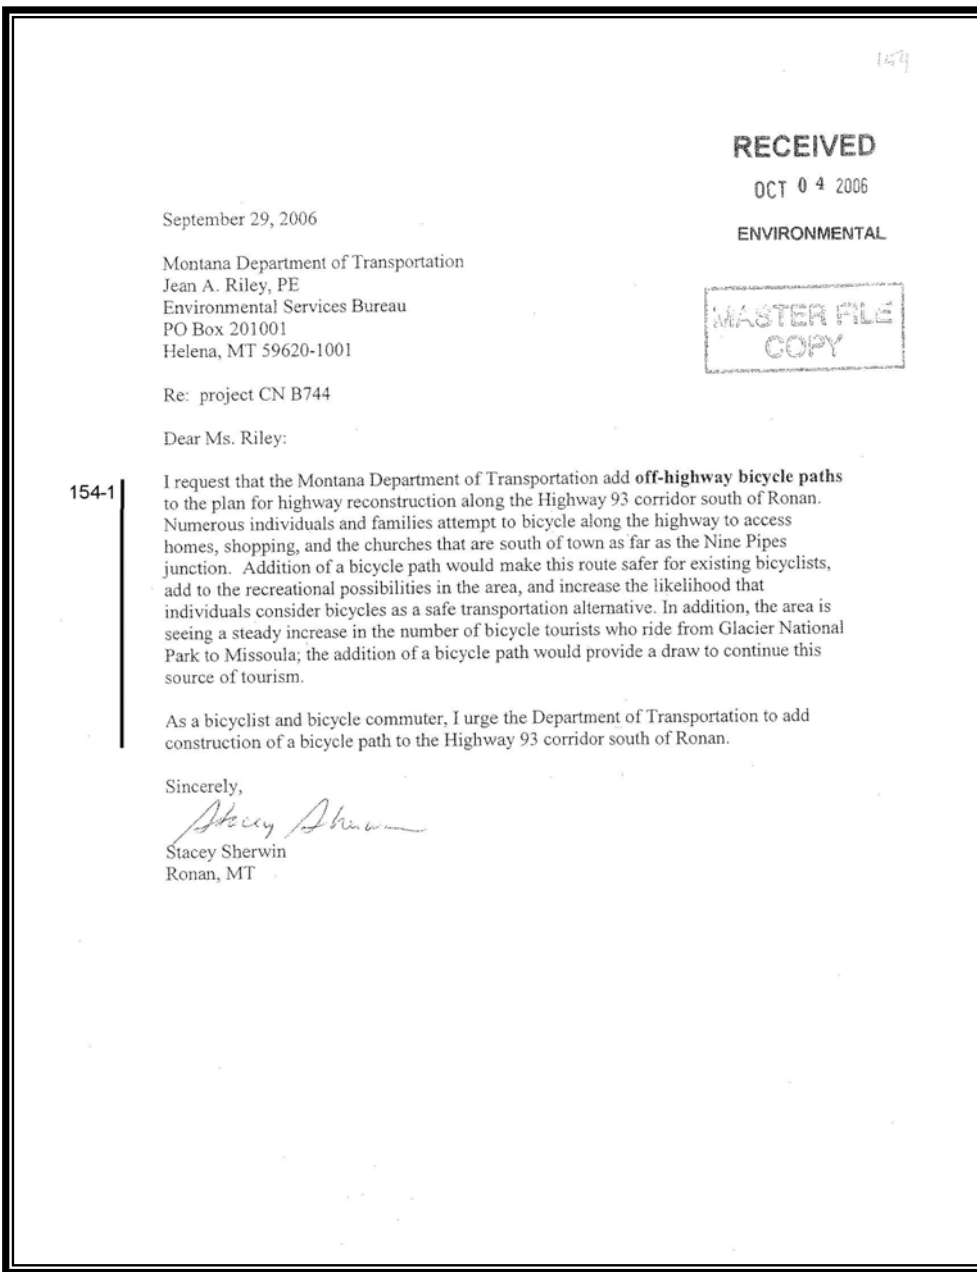 154
RECEIVED
OCT 04 2006
ENVIRONMENTAL
MASTER FILE
COPY
September 29, 2006
Montana Department of Transportation
Jean A. Riley, PE
Environmental Services Bureau
PO Box 201001
Helena, MT 59620-1001
Re: project CN B744
Dear Ms. Riley:
154-1
I request that the Montana Department of Transportation add off-highway bicycle paths
to the plan for highway reconstruction along the Highway 93 corridor south of Ronan.
Numerous individuals and families attempt to bicycle along the highway to access
homes, shopping, and the churches that are south of town as far as the Nine Pipes
junction. Addition of a bicycle path would make this route safer for existing bicyclists,
add to the recreational possibilities in the area, and increase the likelihood that
individuals consider bicycles as a safe transportation alternative. In addition, the area is
seeing a steady increase in the number of bicycle tourists who ride from Glacier National
Park to Missoula; the addition of a bicycle path would provide a draw to continue this
source of tourism.
As a bicyclist and bicycle commuter, I urge the Department of Transportation to add
construction of a bicycle path to the Highway 93 corridor south of Ronan.
Sincerely,
Stacey Sherwin
Stacey Sherwin
Ronan, MT